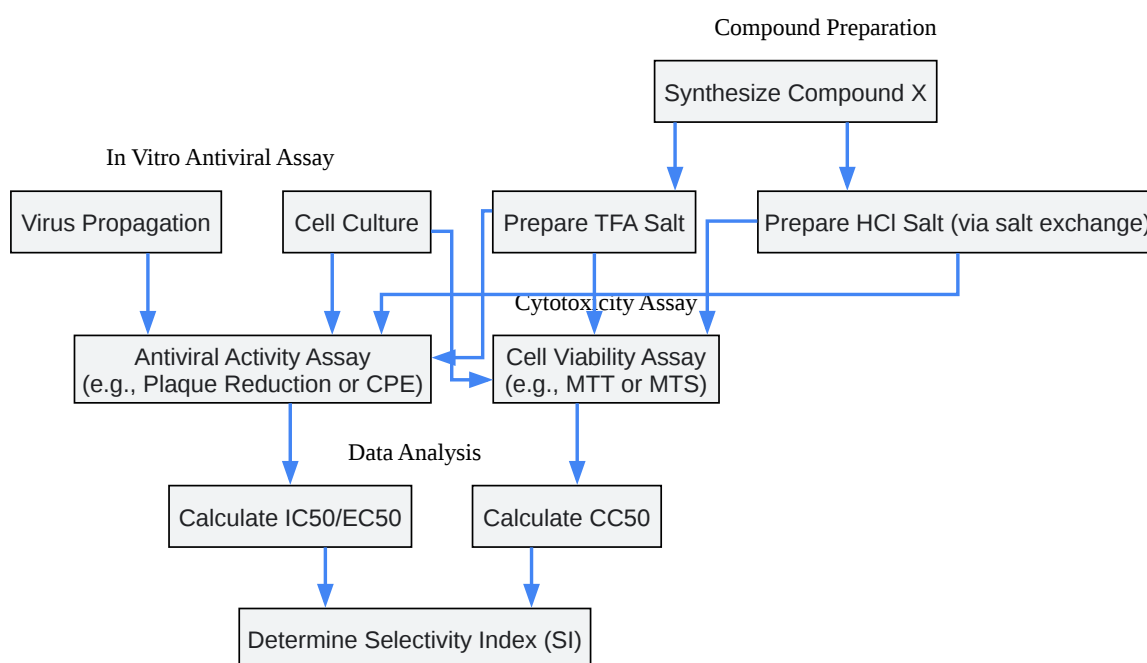 Compound Preparation
Synthesize Compound X
In Vitro Antiviral Assay
Virus Propagation
Cell Culture
Prepare TFA Salt
Prepare HCl Salt (via salt exchange)
Cytotoxicity Assay
Antiviral Activity Assay
(e.g., Plaque Reduction or CPE)
Cell Viability Assay
(e.g., MTT or MTS)
Data Analysis
Calculate IC50/EC50
Calculate CC50
Determine Selectivity Index (SI)